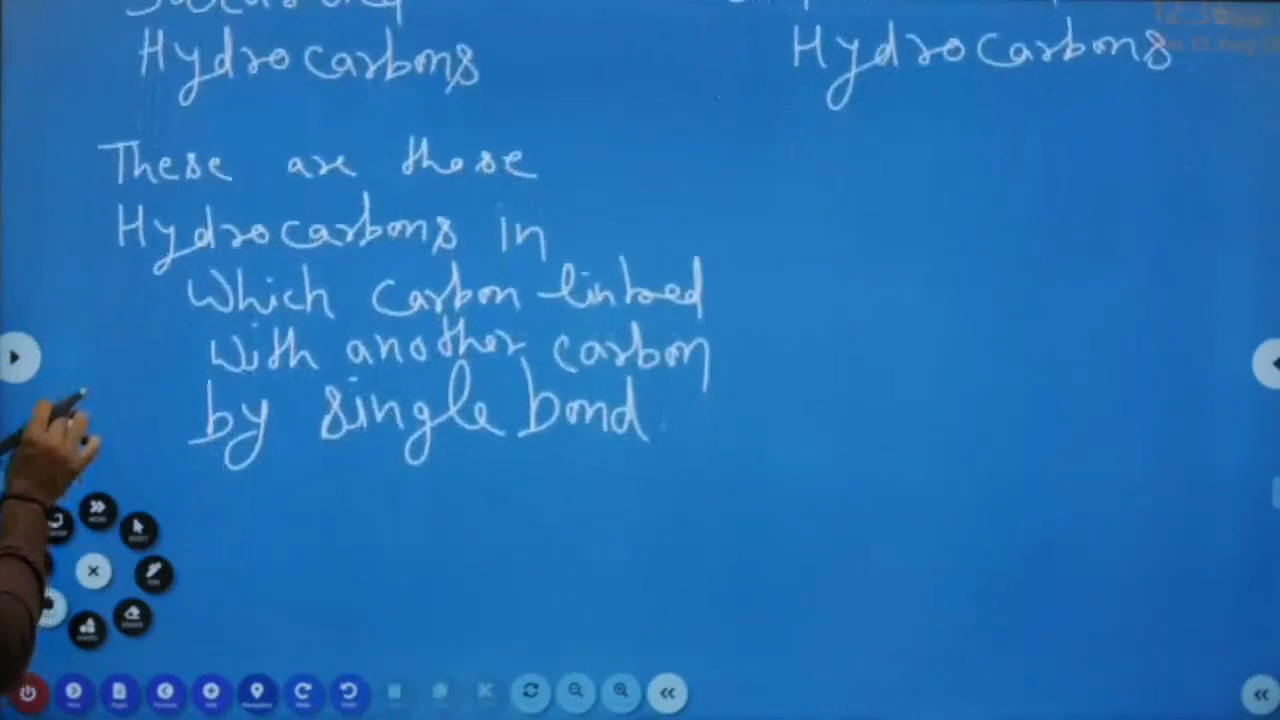 Hydrocarbons
Hydrocarbons
These are those
Hydrocarbons in
which carbon linked
with another carbon
by single bond